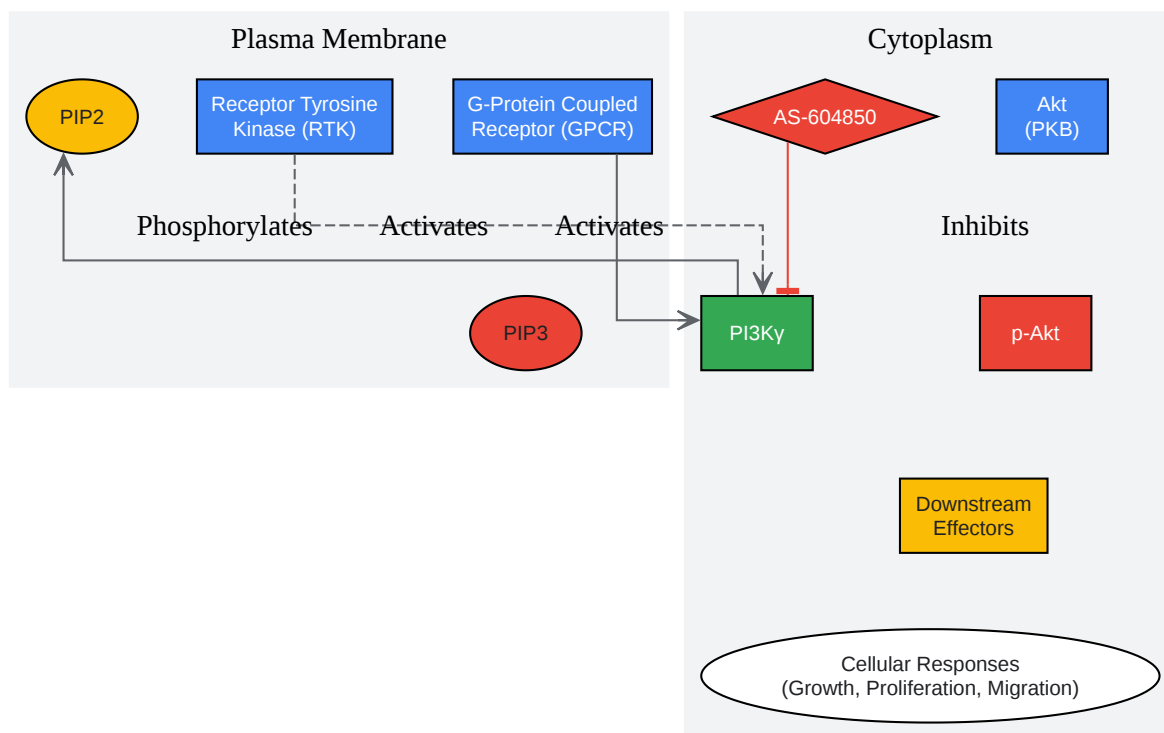 Plasma Membrane
Cytoplasm
PIP2
Receptor Tyrosine
Kinase (RTK)
G-Protein Coupled
Receptor (GPCR)
AS-604850
Akt
(PKB)
Phosphorylates
Activates
Activates
Inhibits
PIP3
PI3Kγ
p-Akt
Downstream
Effectors
Cellular Responses
(Growth, Proliferation, Migration)